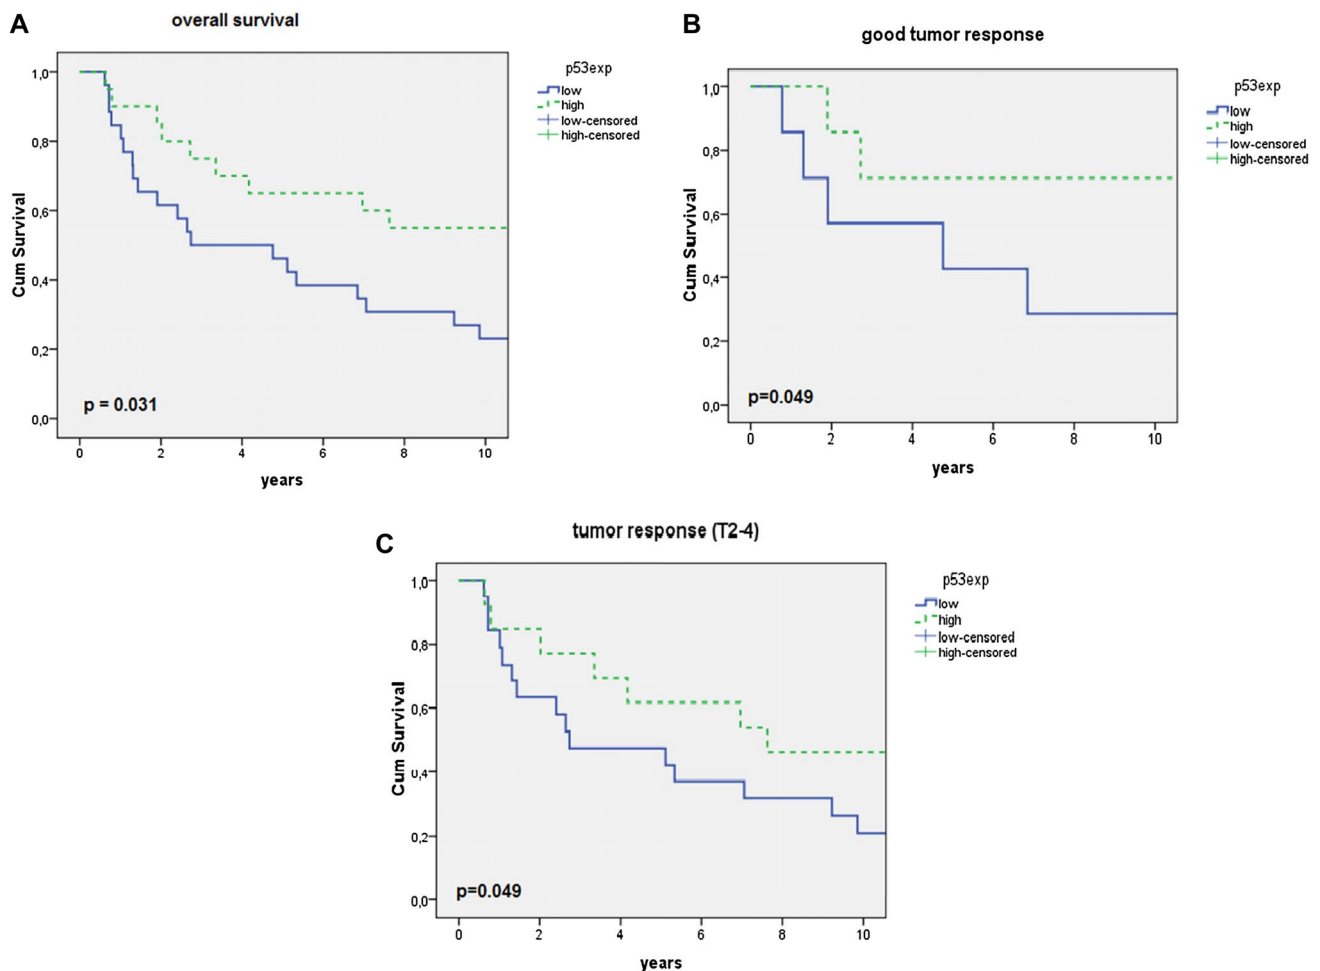 A
overall survival
1,0
0,8
0,6
0,4
0,2
0,0
Cum Survival
p = 0.031
0 2 4 6 8 10
years
p53exp
low
high
low-censored
high-censored
B
good tumor response
1,0
0,8
0,6
0,4
0,2
0,0
Cum Survival
p=0.049
0 2 4 6 8 10
years
p53exp
low
high
low-censored
high-censored
C
tumor response (T2-4)
1,0
0,8
0,6
0,4
0,2
0,0
Cum Survival
p=0.049
0 2 4 6 8 10
years
p53exp
low
high
low-censored
high-censored